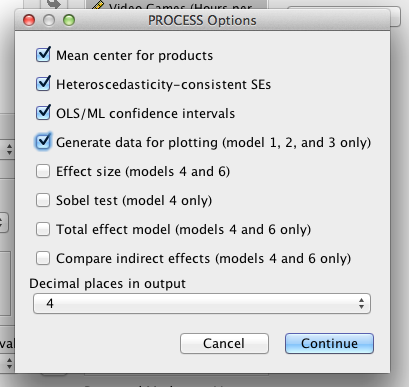 Video Games (Hours per
PROCESS Options
Mean center for products
Heteroscedasticity-consistent SEs
OLS/ML confidence intervals
Generate data for plotting (model 1, 2, and 3 only)
Effect size (models 4 and 6)
Sobel test (model 4 only)
Total effect model (models 4 and 6 only)
Compare indirect effects (models 4 and 6 only)
Decimal places in output
4
Cancel
Continue